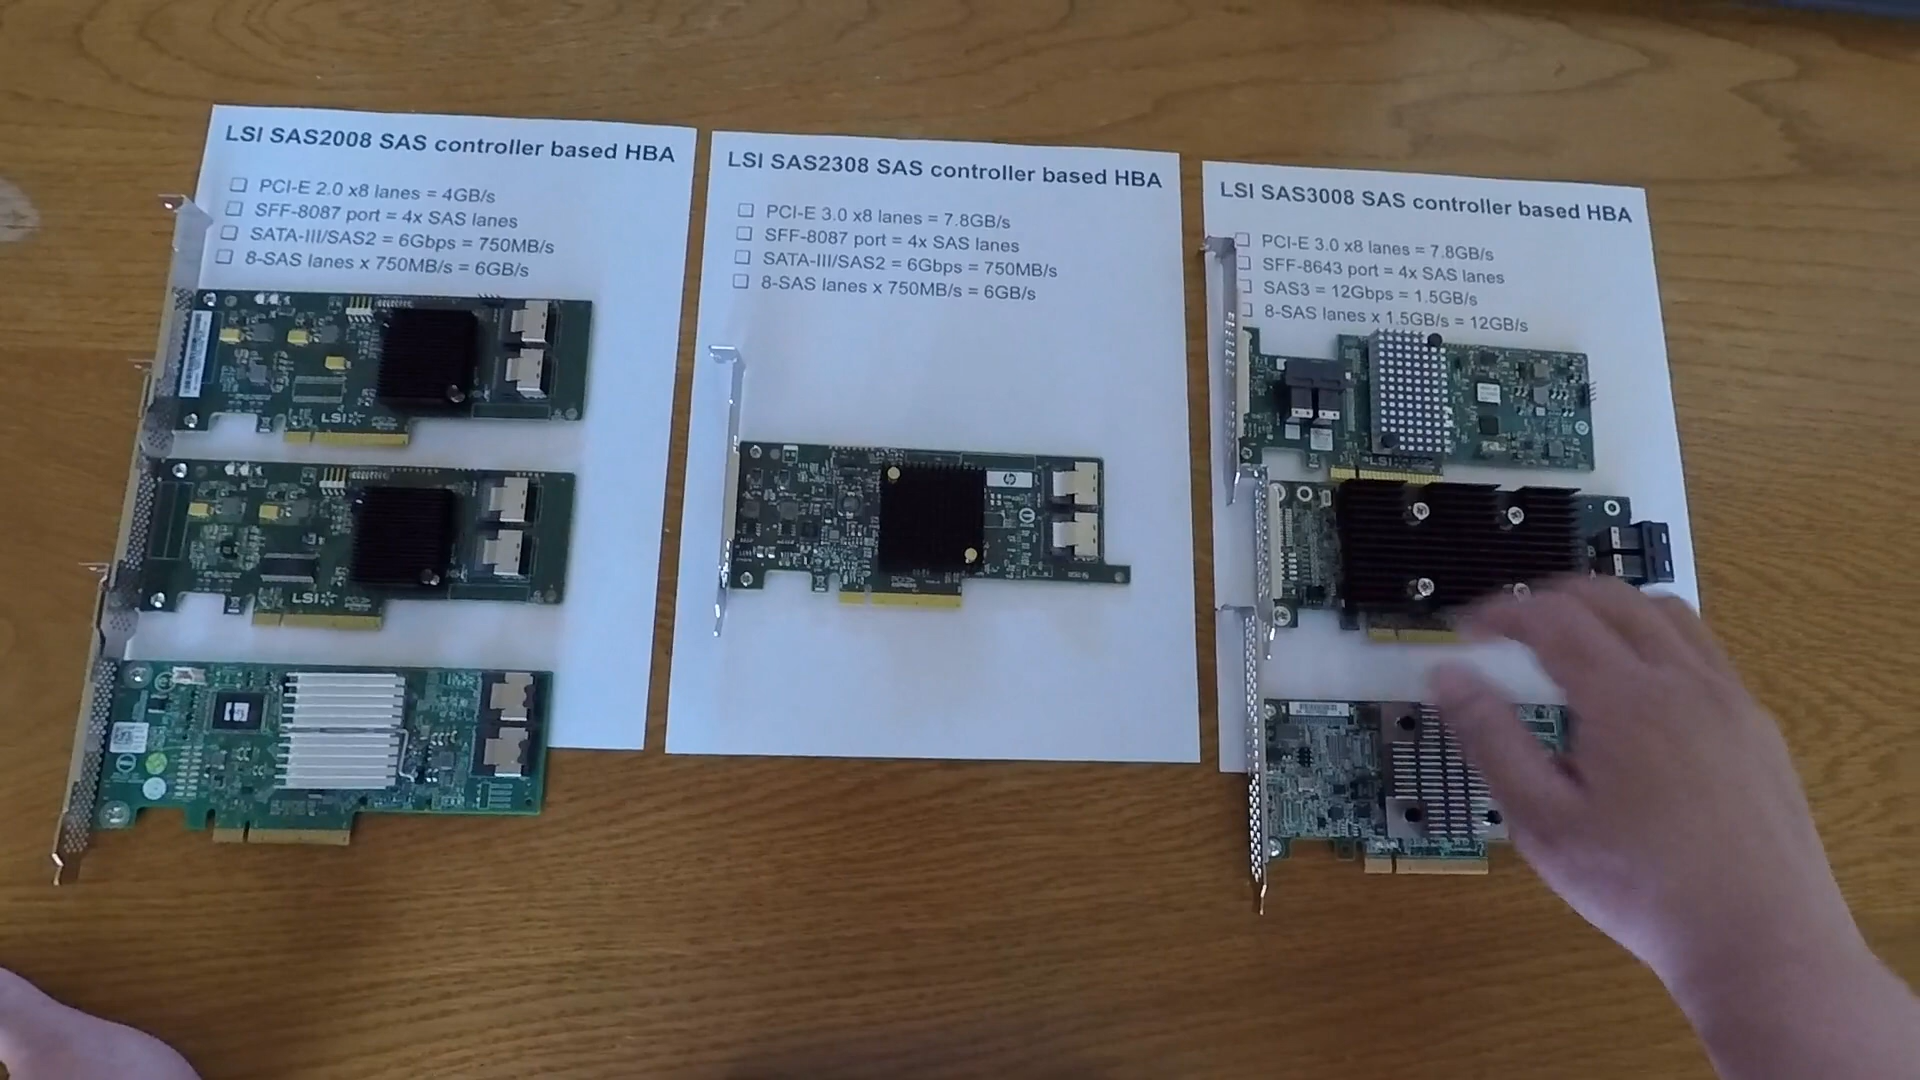 LSI SAS2008 SAS controller based HBA
❑ PCI-E 2.0 x8 lanes = 4GB/s
❑ SFF-8087 port = 4x SAS lanes
❑ SATA-III/SAS2 = 6Gbps = 750MB/s
❑ 8-SAS lanes x 750MB/s = 6GB/s
LSI
LSI
LSI SAS2308 SAS controller based HBA
❑ PCI-E 3.0 x8 lanes = 7.8GB/s
❑ SFF-8087 port = 4x SAS lanes
❑ SATA-III/SAS2 = 6Gbps = 750MB/s
❑ 8-SAS lanes x 750MB/s = 6GB/s
hp
LSI SAS3008 SAS controller based HBA
❑ PCI-E 3.0 x8 lanes = 7.8GB/s
❑ SFF-8643 port = 4x SAS lanes
❑ SAS3 = 12Gbps = 1.5GB/s
❑ 8-SAS lanes x 1.5GB/s = 12GB/s
LSI